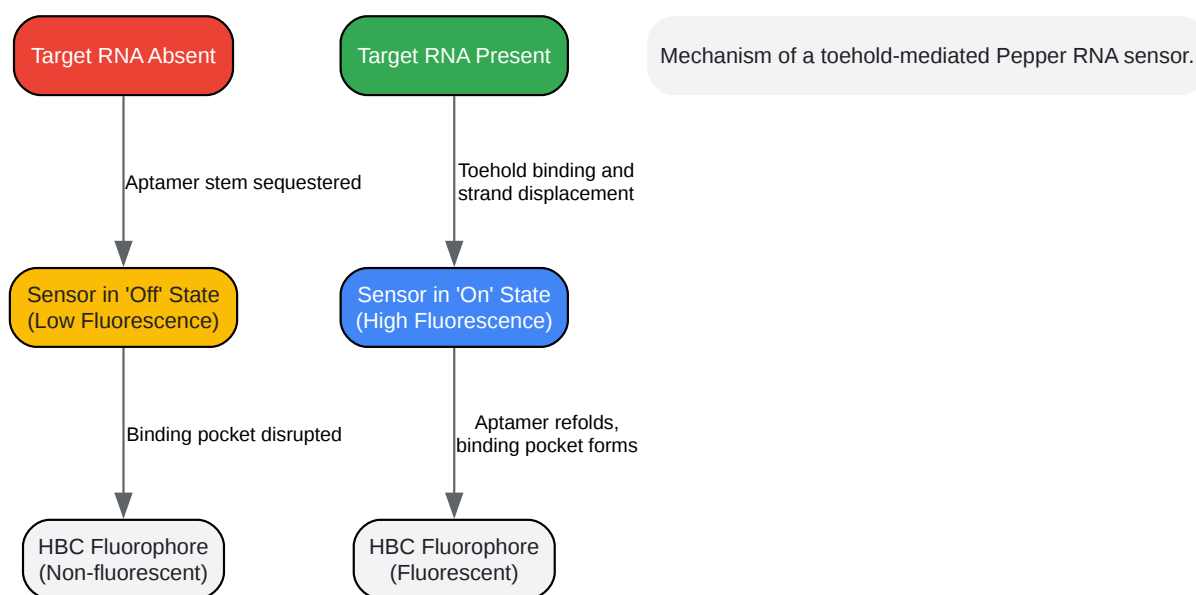 Target RNA Absent
Target RNA Present
Mechanism of a toehold-mediated Pepper RNA sensor.
Aptamer stem sequestered
Toehold binding and
strand displacement
Sensor in 'Off' State
(Low Fluorescence)
Sensor in 'On' State
(High Fluorescence)
Binding pocket disrupted
Aptamer refolds,
binding pocket forms
HBC Fluorophore
(Non-fluorescent)
HBC Fluorophore
(Fluorescent)